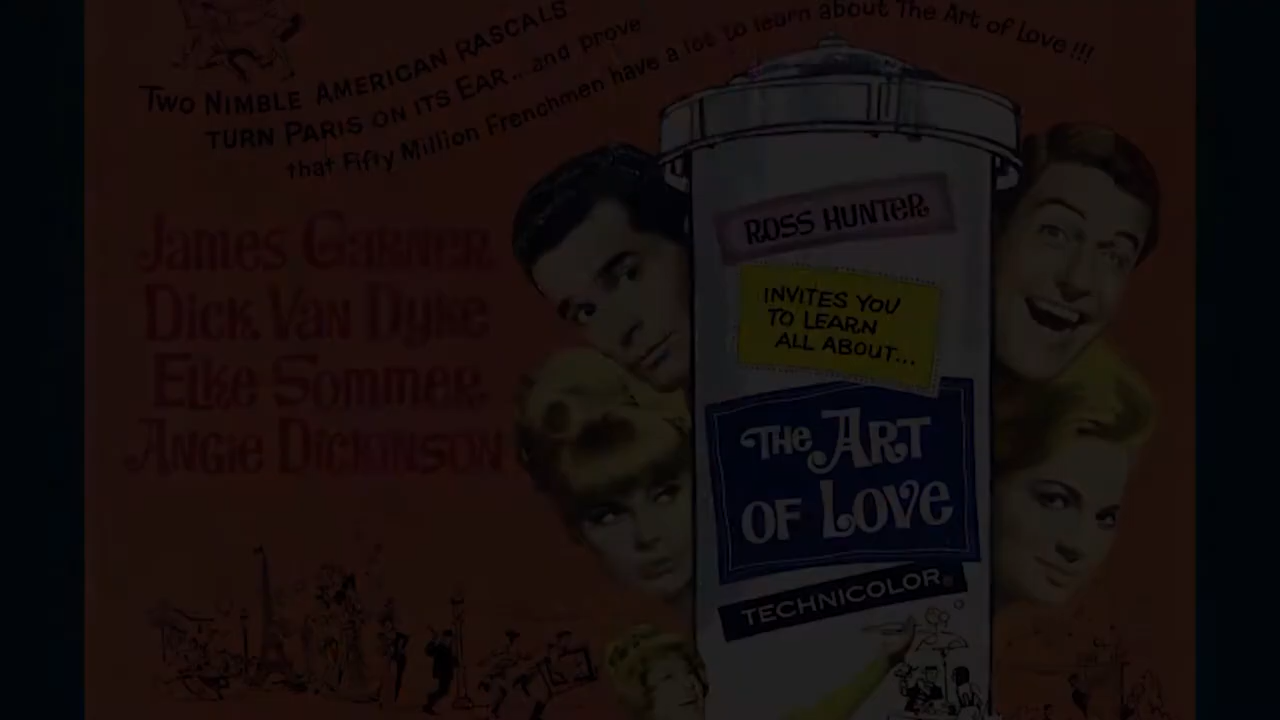 Two Nimble American Rascals
turn Paris on its Ear...and prove
that Fifty Million Frenchmen have a lot to learn about The Art of Love!!!
James Garner
Dick Van Dyke
Elke Sommer
Angie Dickinson
ROSS HUNTER
INVITES YOU
TO LEARN
ALL ABOUT...
The Art
of Love
TECHNICOLOR®